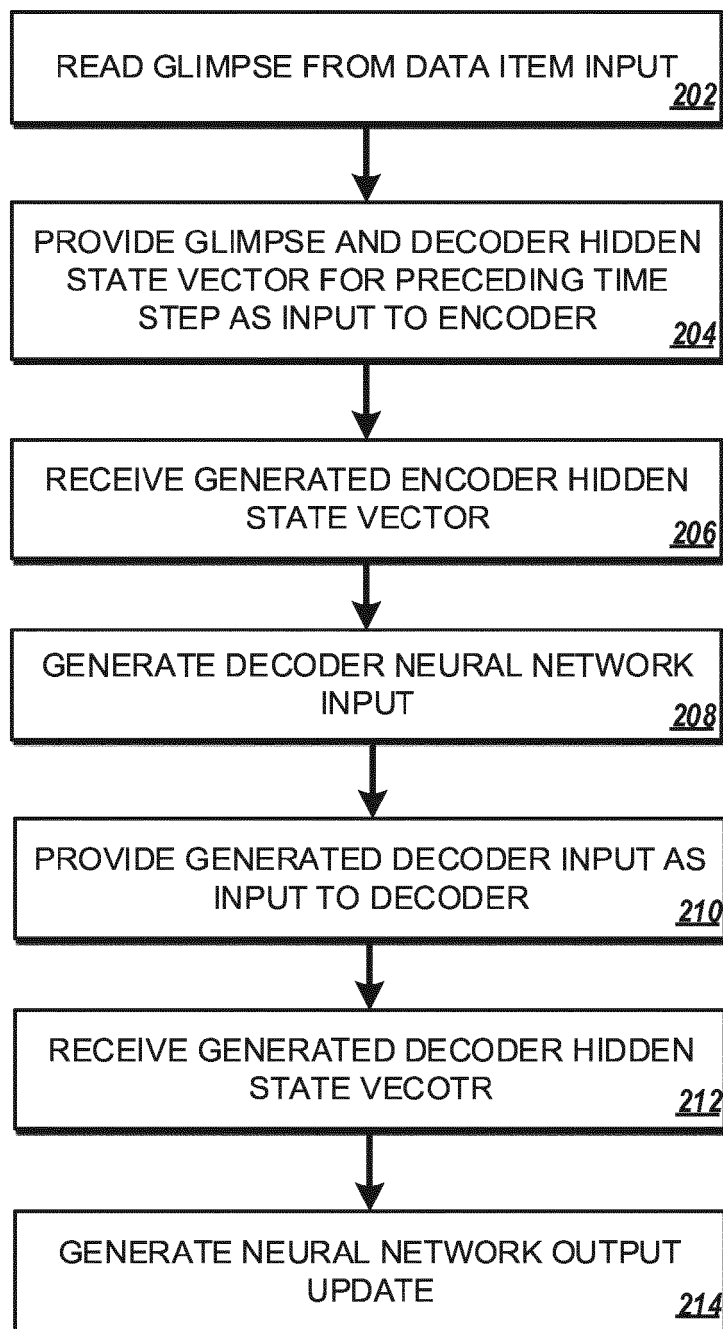 READ GLIMPSE FROM DATA ITEM INPUT
202
PROVIDE GLIMPSE AND DECODER HIDDEN
STATE VECTOR FOR PRECEDING TIME
STEP AS INPUT TO ENCODER
204
RECEIVE GENERATED ENCODER HIDDEN
STATE VECTOR
206
GENERATE DECODER NEURAL NETWORK
INPUT
208
PROVIDE GENERATED DECODER INPUT AS
INPUT TO DECODER
210
RECEIVE GENERATED DECODER HIDDEN
STATE VECOTR
212
GENERATE NEURAL NETWORK OUTPUT
UPDATE
214